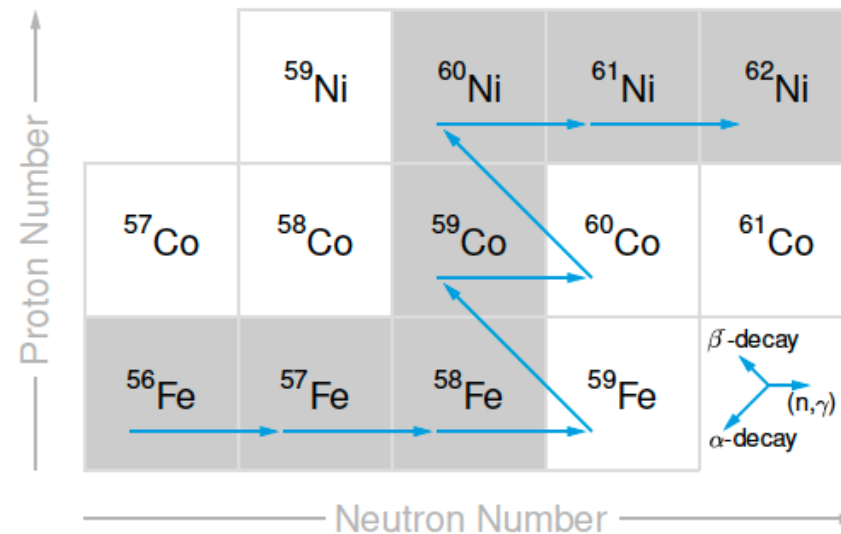 Proton Number
⁵⁹Ni ⁶⁰Ni ⁶¹Ni ⁶²Ni
⁵⁷Co ⁵⁸Co ⁵⁹Co ⁶⁰Co ⁶¹Co
⁵⁶Fe ⁵⁷Fe ⁵⁸Fe ⁵⁹Fe
β⁻-decay
(n,γ)
α-decay
Neutron Number